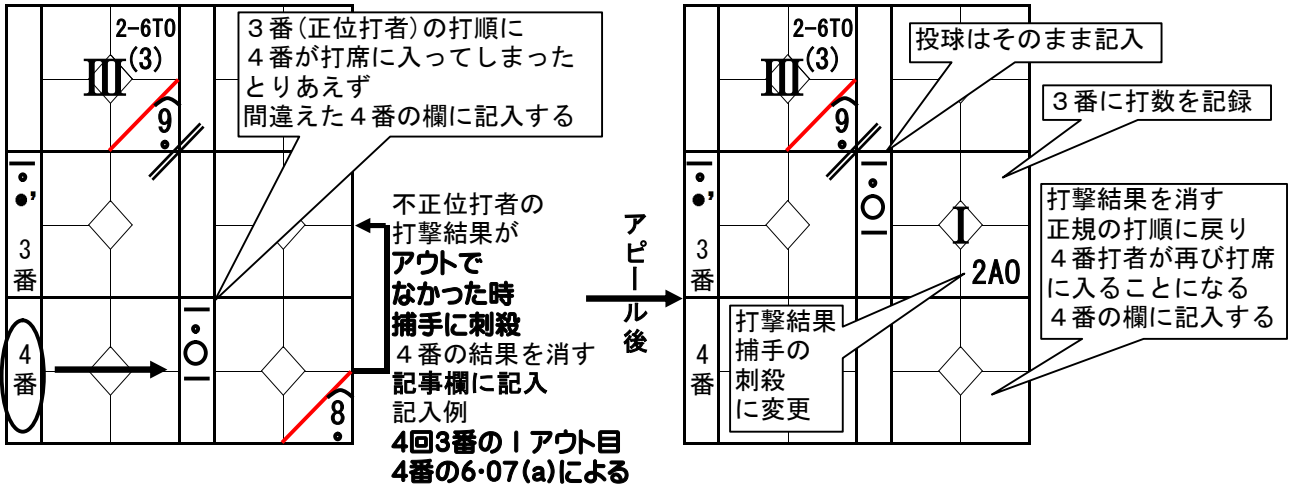 2-6T0
(3)
Ⅲ
9
3
番
4
番
8
3番(正位打者)の打順に
4番が打席に入ってしまった
とりあえず
間違えた4番の欄に記入する
不正位打者の
打撃結果が
アウトで
なかった時
捕手に刺殺
4番の結果を消す
記事欄に記入
記入例
4回3番のⅠアウト目
4番の6・07(a)による
アピール後
2-6T0
(3)
Ⅲ
9
3
番
4
番
Ⅰ
2A0
投球はそのまま記入
3番に打数を記録
打撃結果を消す
正規の打順に戻り
4番打者が再び打席
に入ることになる
4番の欄に記入する
打撃結果
捕手の
刺殺
に変更